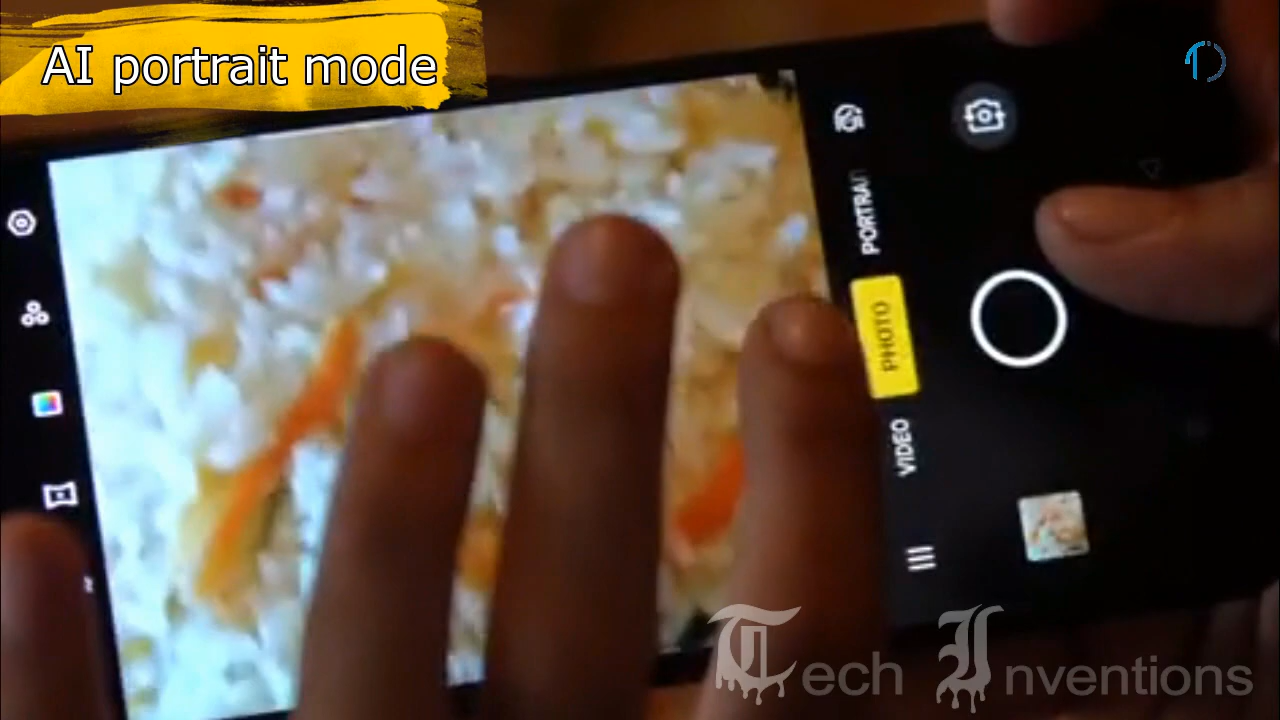 AI portrait mode
PORTRAIT
PHOTO
VIDEO
Tech Inventions